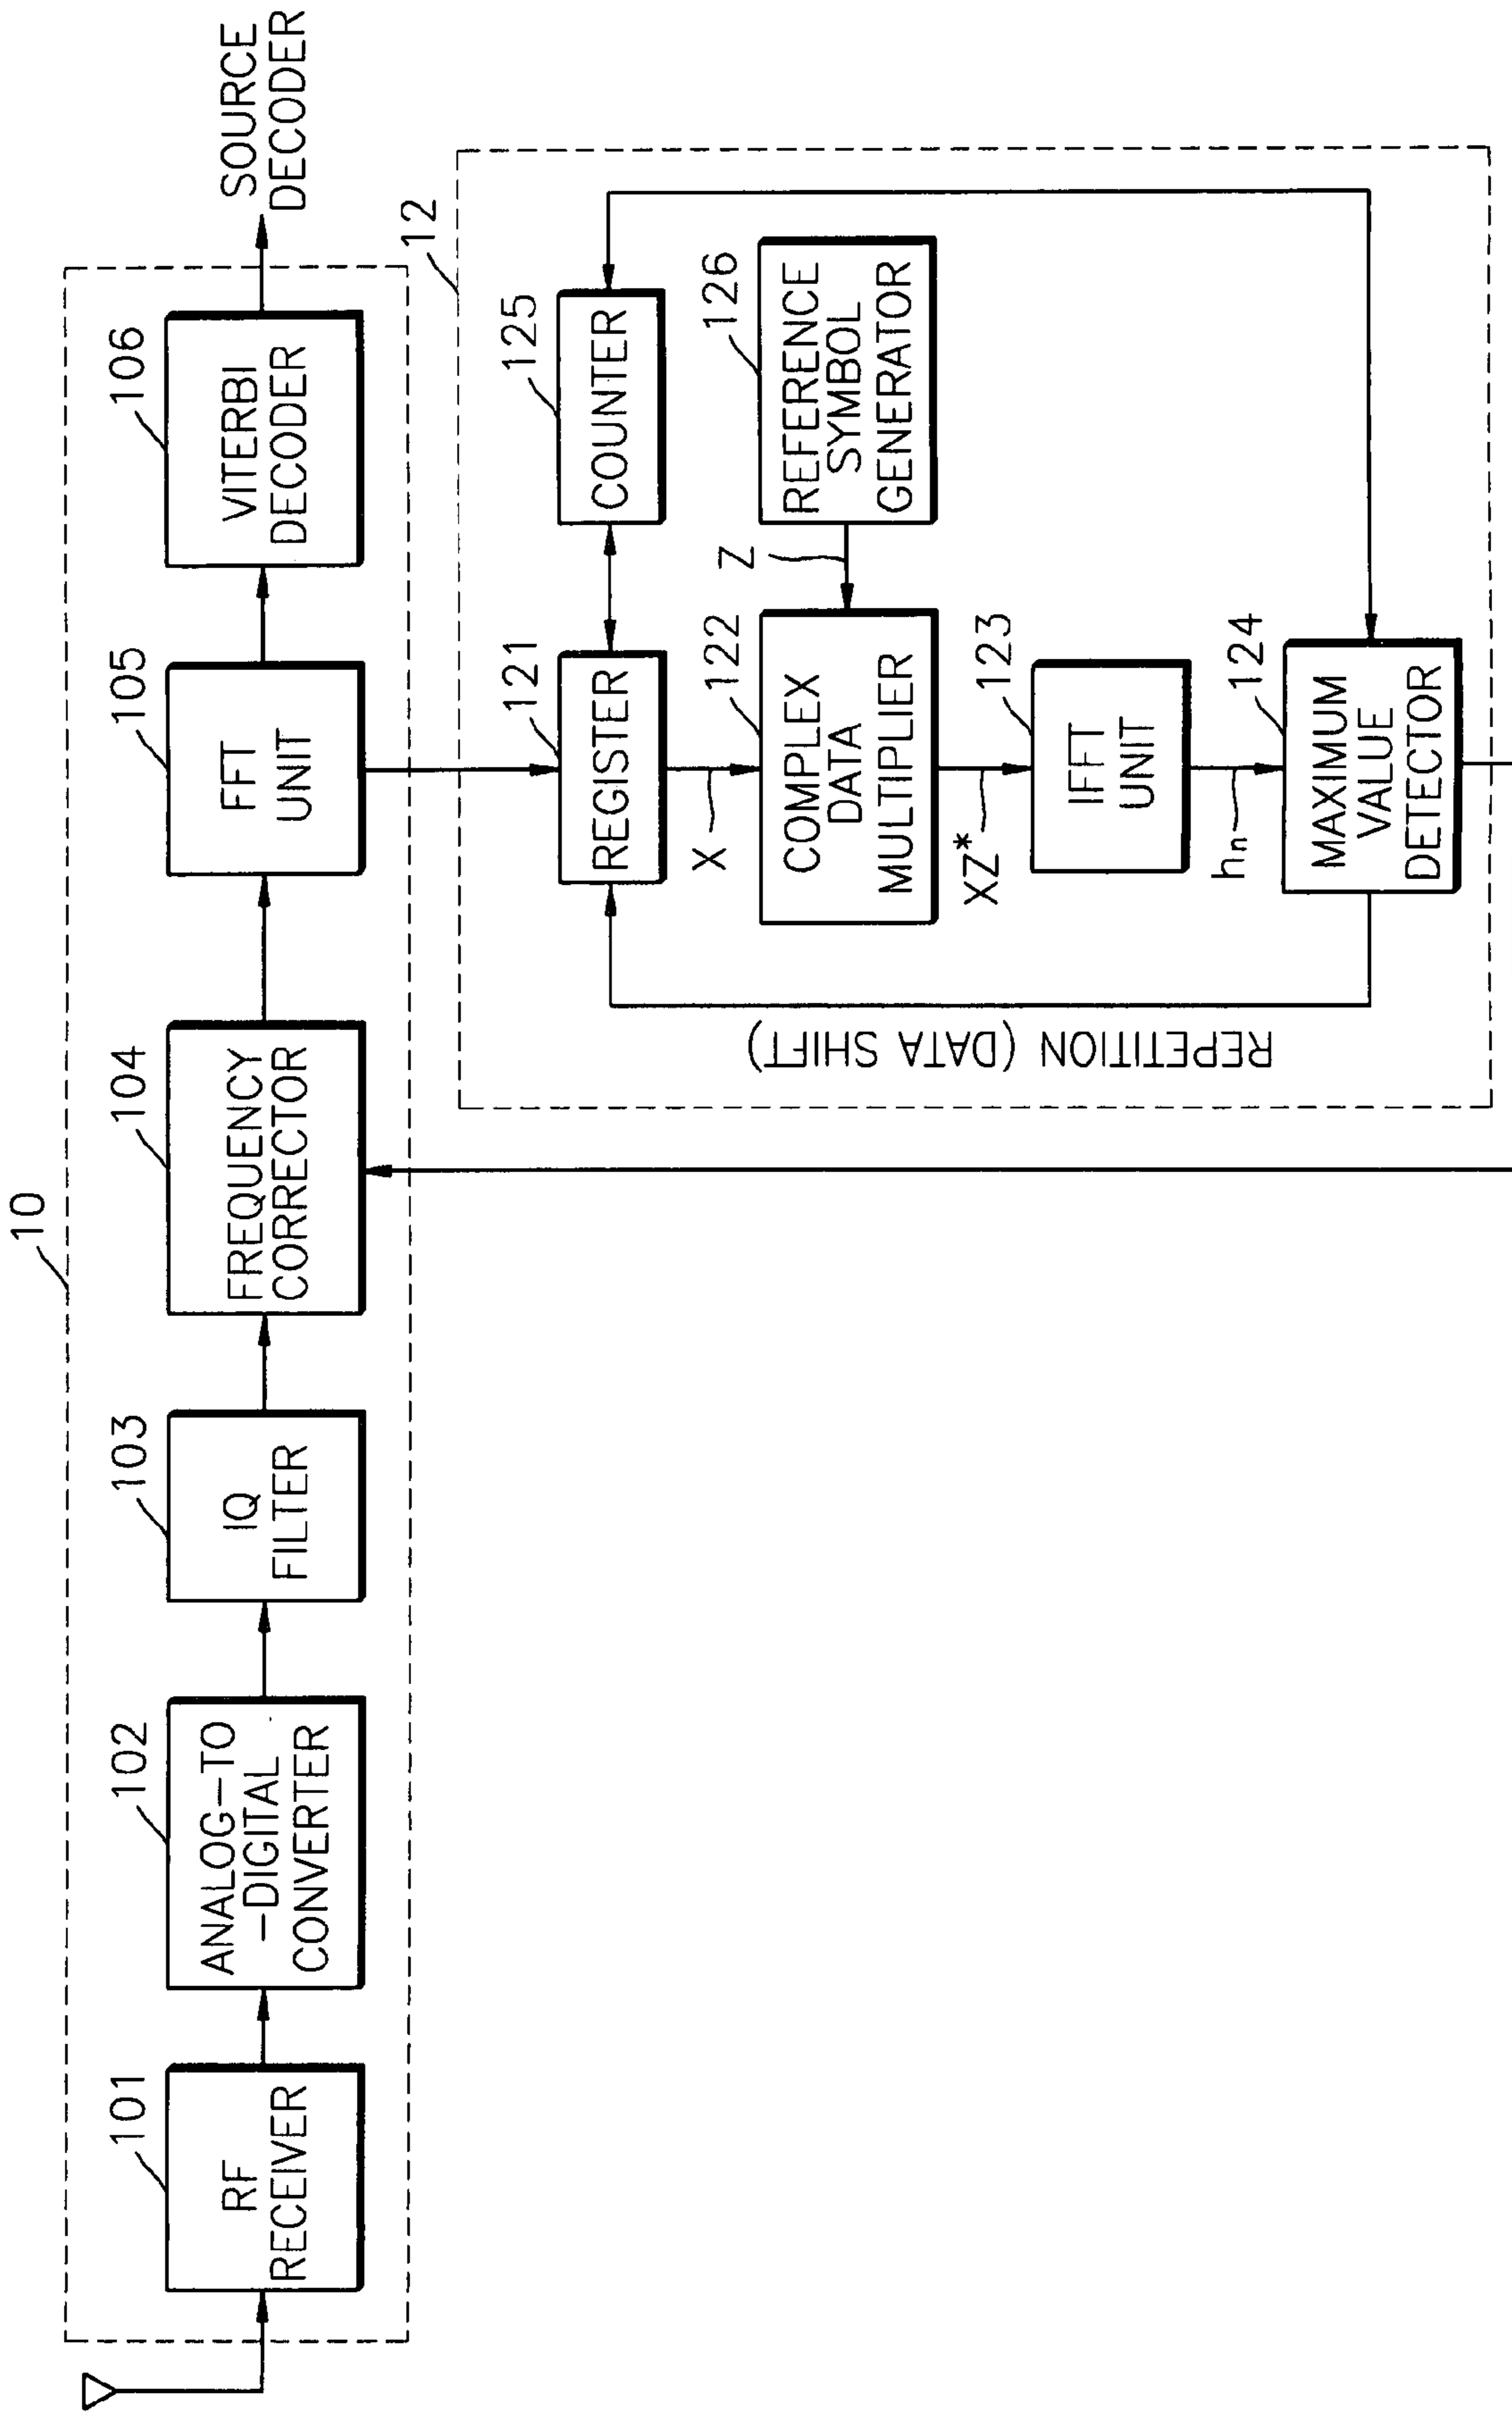 10
101
RF
RECEIVER
102
ANALOG-TO
-DIGITAL
CONVERTER
103
IQ
FILTER
104
FREQUENCY
CORRECTOR
105
FFT
UNIT
106
VITERBI
DECODER
SOURCE
DECODER
12
121
REGISTER
125
COUNTER
X
122
COMPLEX
DATA
MULTIPLIER
Z
126
REFERENCE
SYMBOL
GENERATOR
XZ*
123
IFFT
UNIT
hn
124
MAXIMUM
VALUE
DETECTOR
REPETITION (DATA SHIFT)